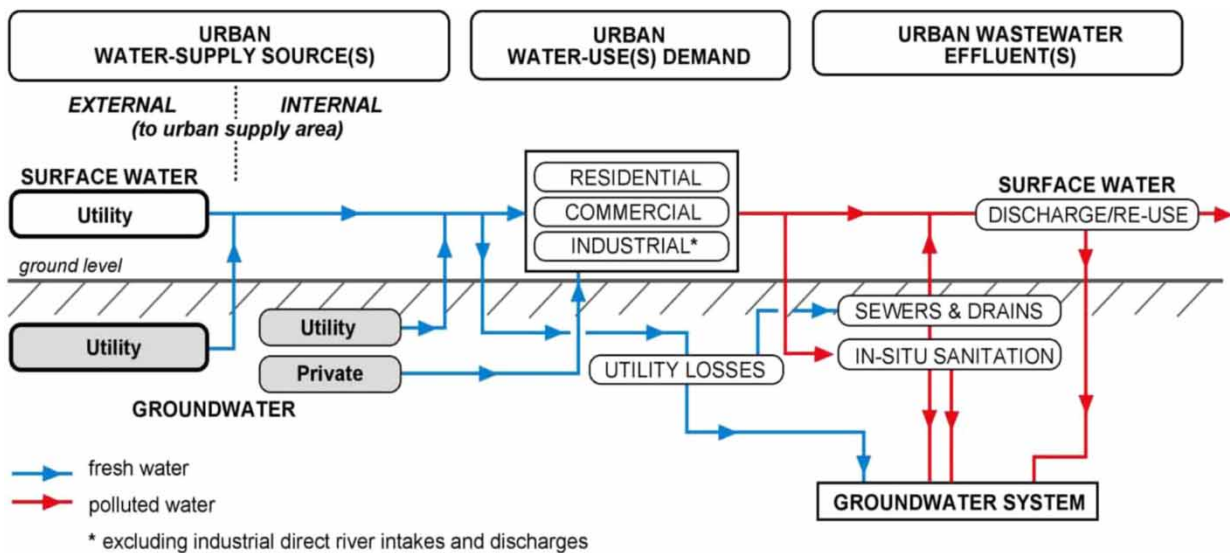 URBAN
WATER-SUPPLY SOURCE(S)
URBAN
WATER-USE(S) DEMAND
URBAN WASTEWATER
EFFLUENT(S)
EXTERNAL
INTERNAL
(to urban supply area)
SURFACE WATER
Utility
RESIDENTIAL
COMMERCIAL
INDUSTRIAL*
SURFACE WATER
DISCHARGE/RE-USE
ground level
Utility
Utility
Private
GROUNDWATER
UTILITY LOSSES
SEWERS & DRAINS
IN-SITU SANITATION
GROUNDWATER SYSTEM
fresh water
polluted water
* excluding industrial direct river intakes and discharges